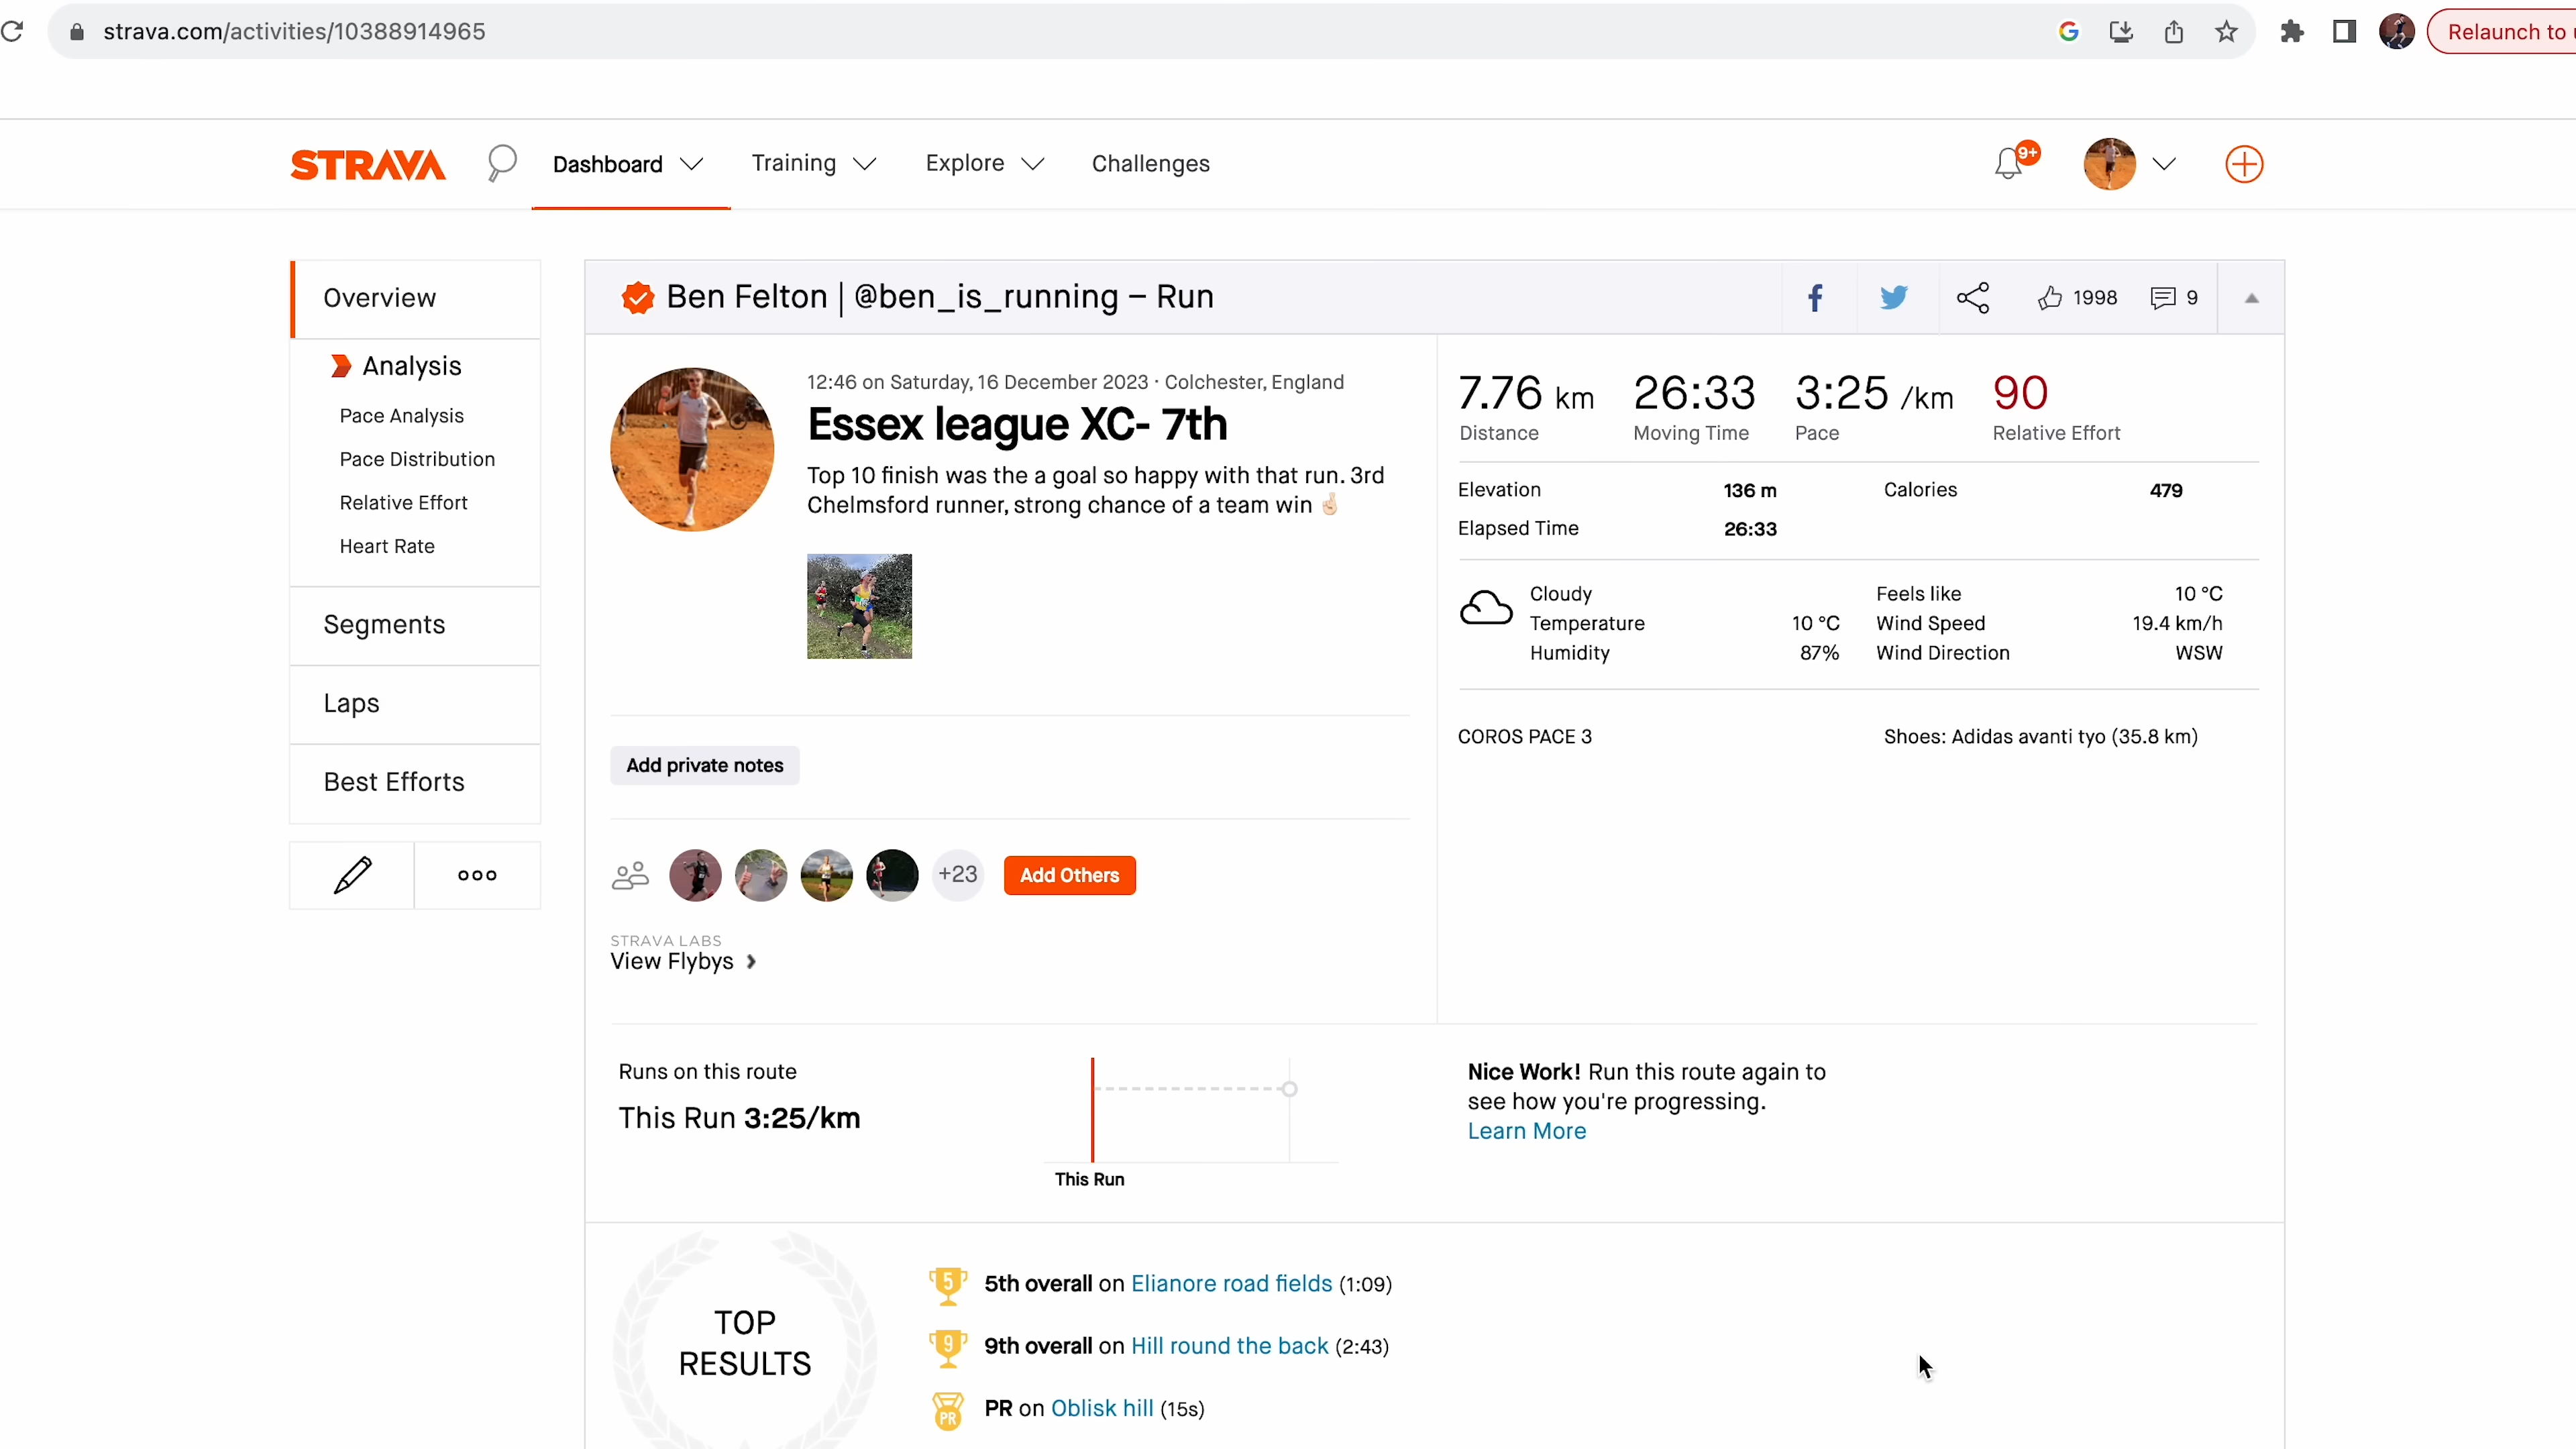 strava.com/activities/10388914965
Relaunch to
STRAVA
Dashboard
Training
Explore
Challenges
9+
Overview
Analysis
Pace Analysis
Pace Distribution
Relative Effort
Heart Rate
Segments
Laps
Best Efforts
Ben Felton | @ben_is_running – Run
1998
9
12:46 on Saturday, 16 December 2023 · Colchester, England
Essex league XC- 7th
Top 10 finish was the a goal so happy with that run. 3rd
Chelmsford runner, strong chance of a team win 🤞🏻
Add private notes
+23
Add Others
STRAVA LABS
View Flybys
7.76 km
Distance
26:33
Moving Time
3:25 /km
Pace
90
Relative Effort
Elevation 136 m
Calories 479
Elapsed Time 26:33
Cloudy
Temperature 10 °C
Humidity 87%
Feels like 10 °C
Wind Speed 19.4 km/h
Wind Direction WSW
COROS PACE 3
Shoes: Adidas avanti tyo (35.8 km)
Runs on this route
This Run 3:25/km
This Run
Nice Work! Run this route again to
see how you're progressing.
Learn More
TOP
RESULTS
5
5th overall on Elianore road fields (1:09)
9
9th overall on Hill round the back (2:43)
PR
PR on Oblisk hill (15s)